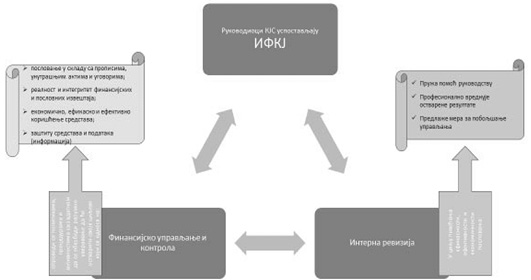 Руководиоци КЈС успостављају
ИФКЈ
пословање у складу са прописима,
унутрашњим актима и уговорима;
реалност и интегритет финансијских
и пословних извештаја;
економично, ефикасно и ефективно
коришћење средстава;
заштиту средстава и података
(информација)
Пружа помоћ руководству
Професионално вреднује
остварене резултате
Предлаже мера за побољшање
управљања
Финансијско управљање и
контрола
Интерна ревизија